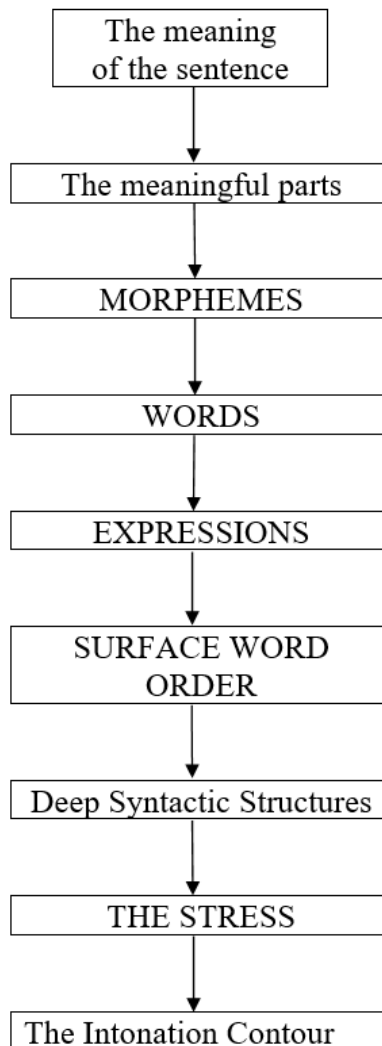 The meaning
of the sentence
The meaningful parts
MORPHEMES
WORDS
EXPRESSIONS
SURFACE WORD
ORDER
Deep Syntactic Structures
THE STRESS
The Intonation Contour